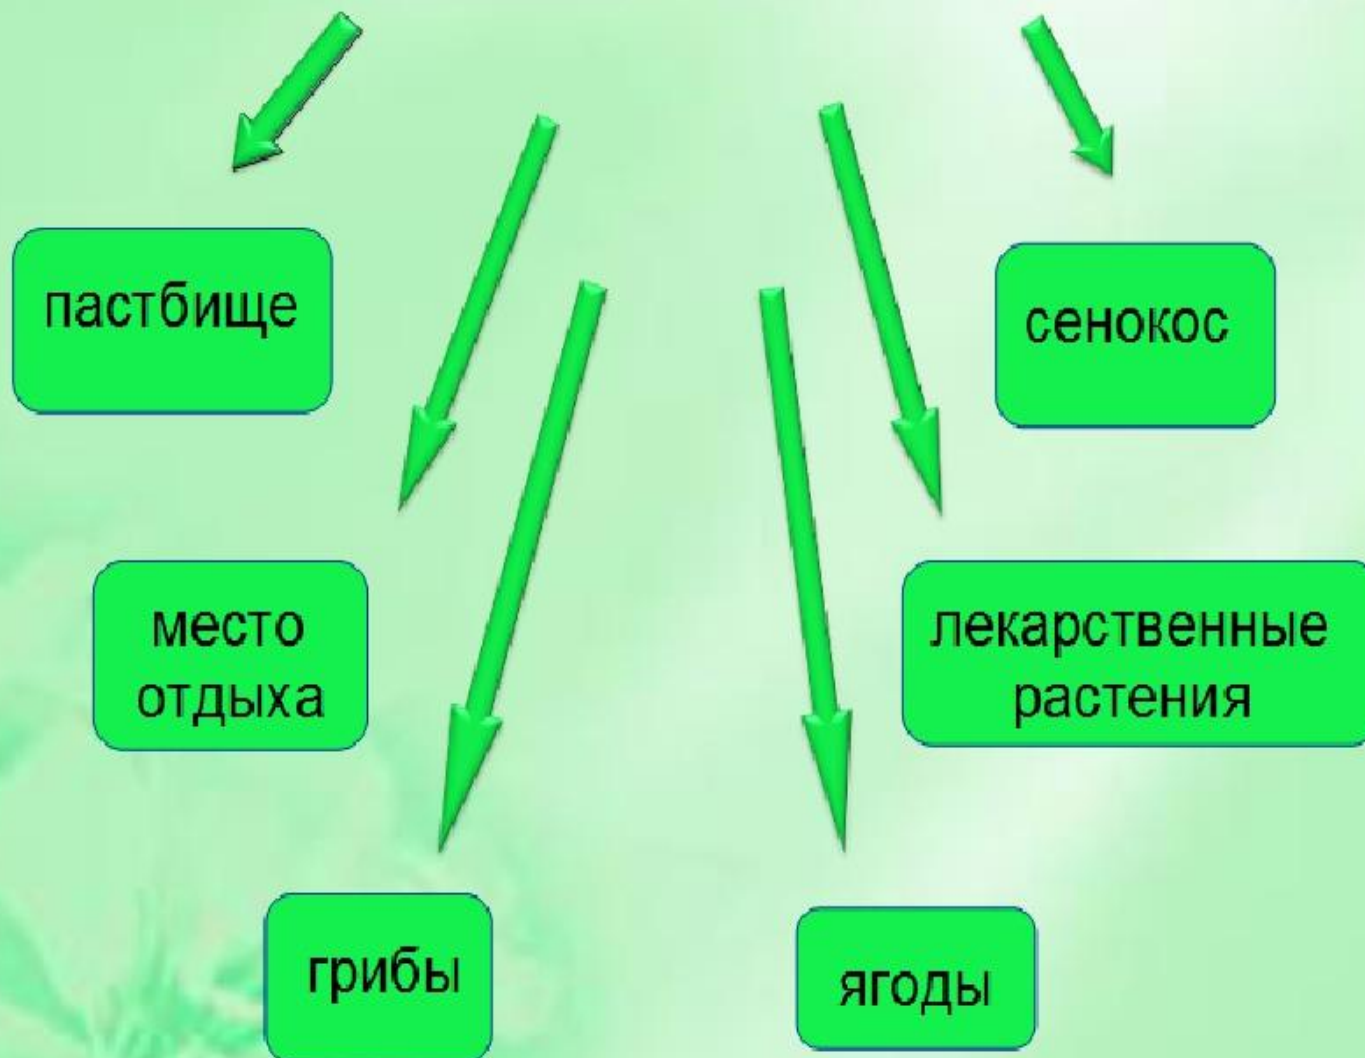 пастбище
сенокос
место
отдыха
лекарственные
растения
грибы
ягоды